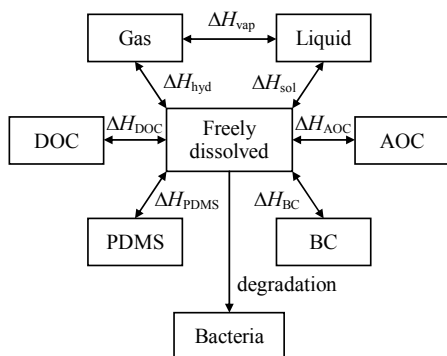 ΔHvap
Gas
Liquid
ΔHhyd
ΔHsol
DOC
ΔHDOC
Freely
dissolved
ΔHAOC
AOC
ΔHPDMS
ΔHBC
PDMS
BC
degradation
Bacteria